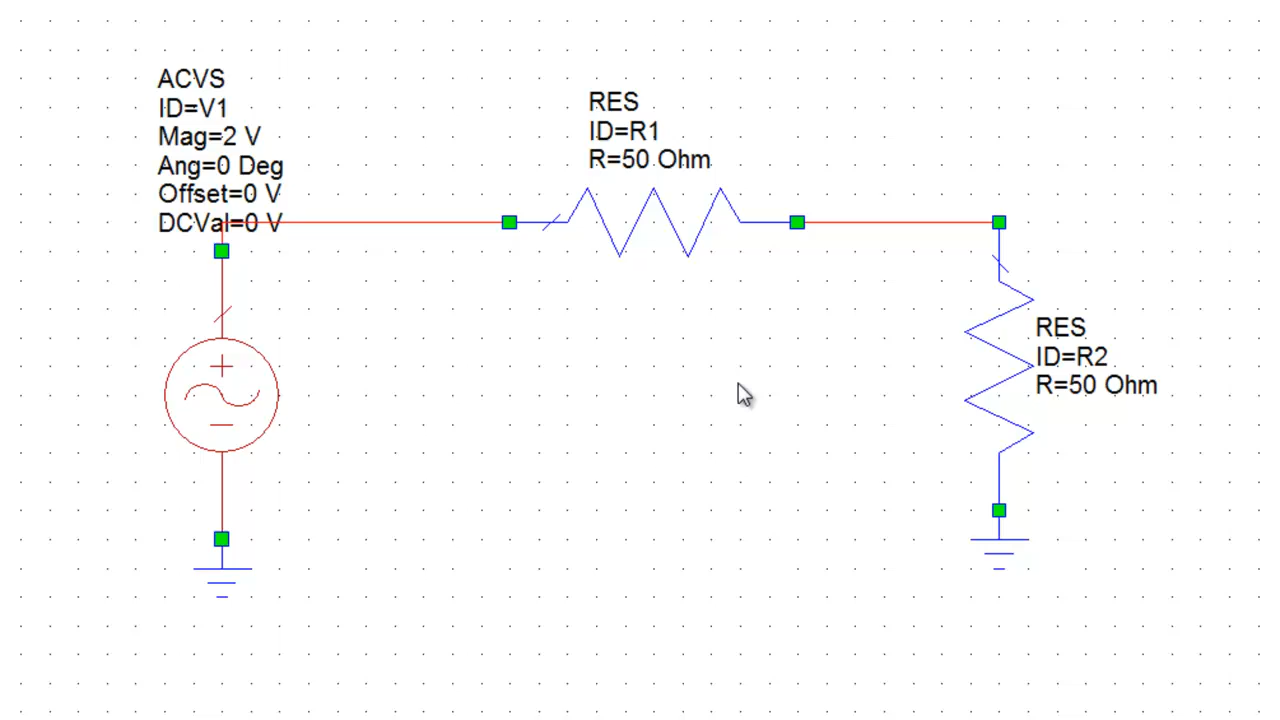 ACVS
ID=V1
Mag=2 V
Ang=0 Deg
Offset=0 V
DCVal=0 V
RES
ID=R1
R=50 Ohm
RES
ID=R2
R=50 Ohm